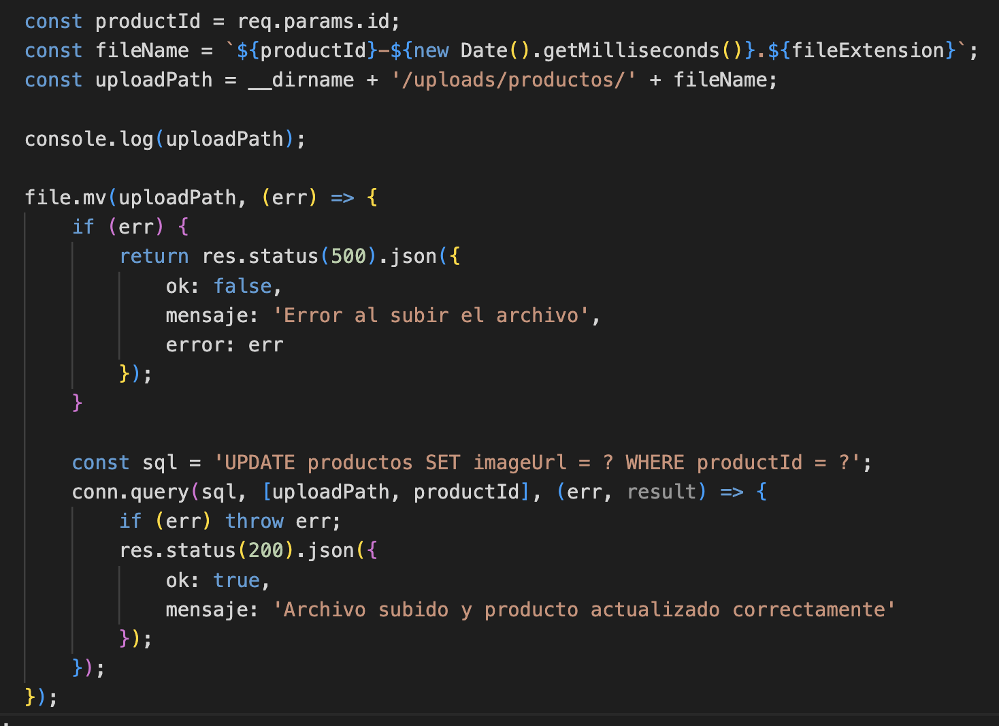 const productId = req.params.id;
const fileName = `${productId}-${new Date().getMilliseconds()}.${fileExtension}`;
const uploadPath = __dirname + '/uploads/productos/' + fileName;

console.log(uploadPath);

file.mv(uploadPath, (err) => {
    if (err) {
        return res.status(500).json({
            ok: false,
            mensaje: 'Error al subir el archivo',
            error: err
        });
    }

    const sql = 'UPDATE productos SET imageUrl = ? WHERE productId = ?';
    conn.query(sql, [uploadPath, productId], (err, result) => {
        if (err) throw err;
        res.status(200).json({
            ok: true,
            mensaje: 'Archivo subido y producto actualizado correctamente'
        });
    });
});